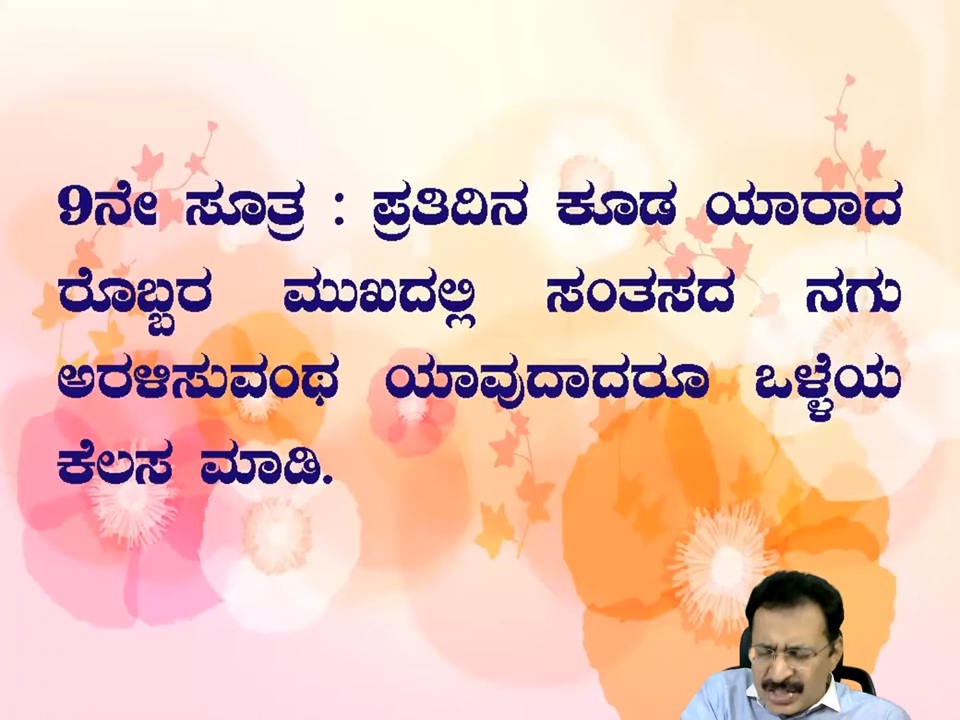 9ನೇ ಸೂತ್ರ : ಪ್ರತಿದಿನ ಕೂಡ ಯಾರಾದ
ರೊಬ್ಬರ ಮುಖದಲ್ಲಿ ಸಂತಸದ ನಗು
ಅರಳಿಸುವಂಥ ಯಾವುದಾದರೂ ಒಳ್ಳೆಯ
ಕೆಲಸ ಮಾಡಿ.